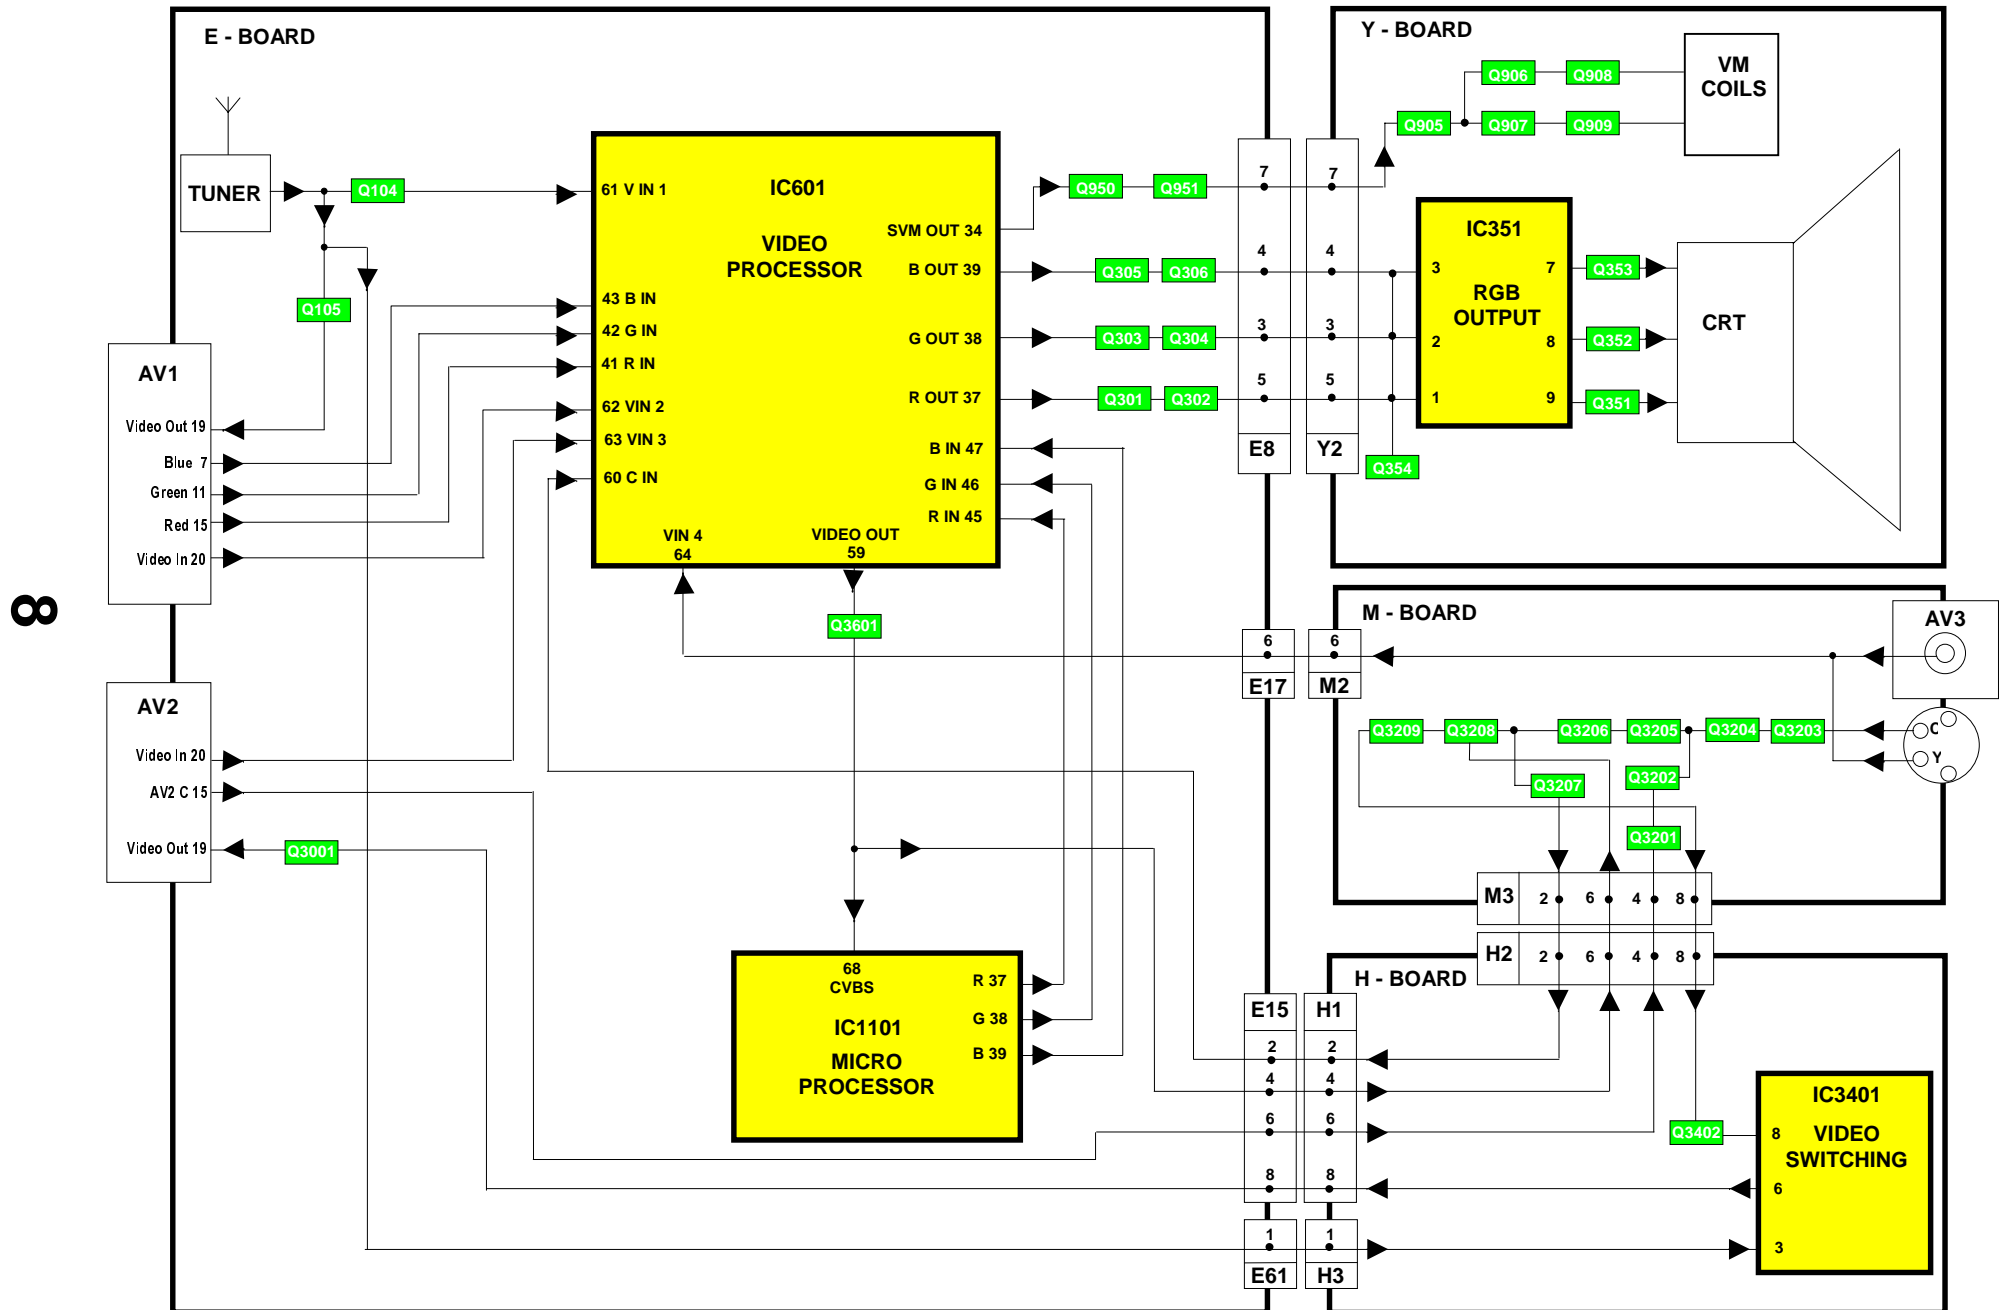 E - BOARD
TUNER
Q104
Q105
IC601
VIDEO
PROCESSOR
61 V IN 1
43 B IN
42 G IN
41 R IN
62 VIN 2
63 VIN 3
60 C IN
SVM OUT 34
B OUT 39
G OUT 38
R OUT 37
B IN 47
G IN 46
R IN 45
VIN 4
64
VIDEO OUT
59
Q950
Q951
Q305
Q306
Q303
Q304
Q301
Q302
7
4
3
5
E8
7
4
3
5
Y2
Y - BOARD
Q905
Q906
Q908
Q907
Q909
VM
COILS
IC351
RGB
OUTPUT
3
2
1
7
8
9
Q353
Q352
Q351
Q354
CRT
AV1
Video Out 19
Blue 7
Green 11
Red 15
Video In 20
8
AV2
Video In 20
AV2 C 15
Video Out 19
Q3001
Q3601
6
E17
6
M2
M - BOARD
AV3
C
Y
Q3209
Q3208
Q3206
Q3205
Q3204
Q3203
Q3207
Q3202
Q3201
M3
2
6
4
8
H2
2
6
4
8
H - BOARD
68
CVBS
R 37
G 38
B 39
IC1101
MICRO
PROCESSOR
E15
2
4
6
8
H1
2
4
6
8
1
E61
1
H3
Q3402
IC3401
VIDEO
SWITCHING
8
6
3